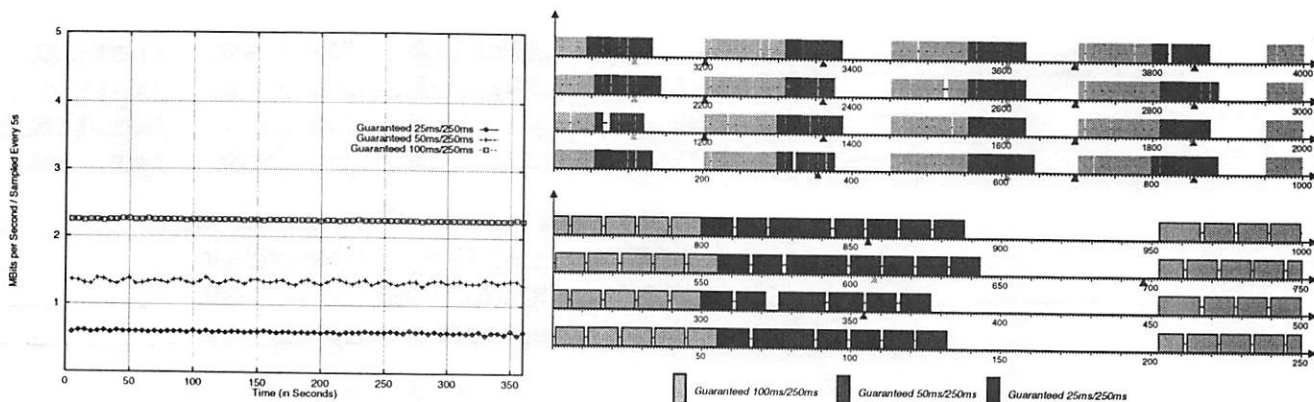 5
4
3
2
1
MBits per Second / Sampled Every 5s
Guaranteed 25ms/250ms
Guaranteed 50ms/250ms
Guaranteed 100ms/250ms
0 50 100 150 200 250 300 350
Time (in Seconds)
3200 3400 3600 3800 4000
2200 2400 2600 2800 3000
1200 1400 1600 1800 2000
200 400 600 800 1000
800 850 900 950 1000
550 600 650 700 750
300 350 400 450 500
50 100 150 200 250
Guaranteed 100ms/250ms Guaranteed 50ms/250ms Guaranteed 25ms/250ms